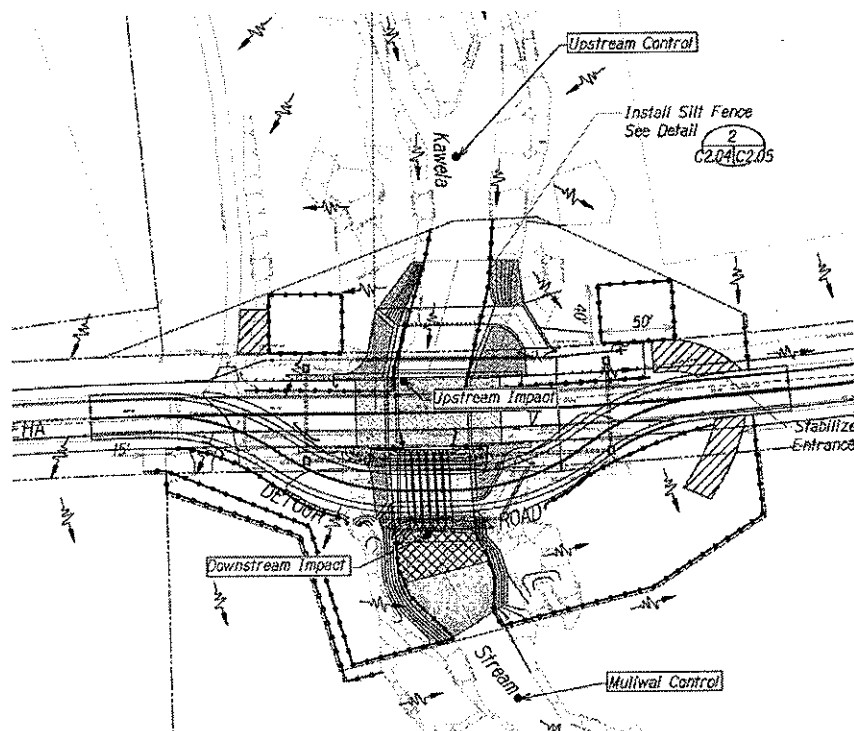 Upstream Control
Install Silt Fence
See Detail
2
C2.04 C2.05
Kawela
40'
50'
Upstream Impact
EHA
15'
Stabilize
Entrance
DETOUR
ROAD
Downstream Impact
Stream
Muliwai Control